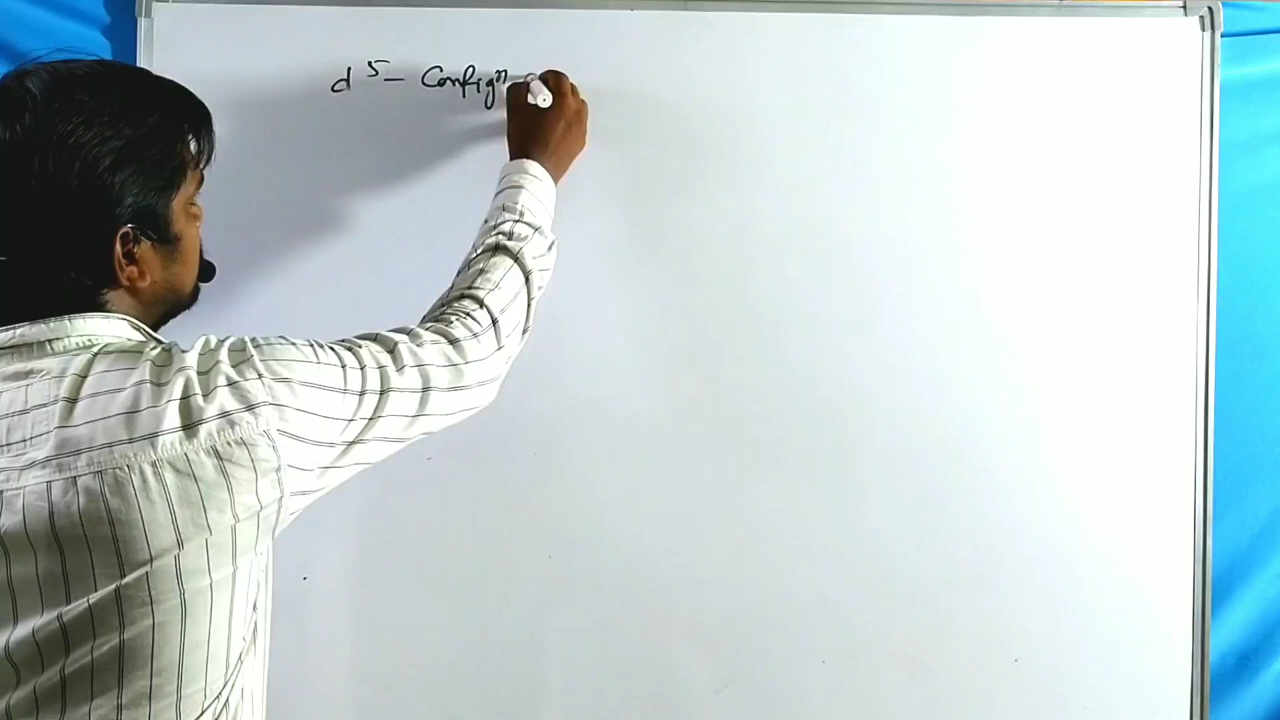 d⁵ – Configⁿ